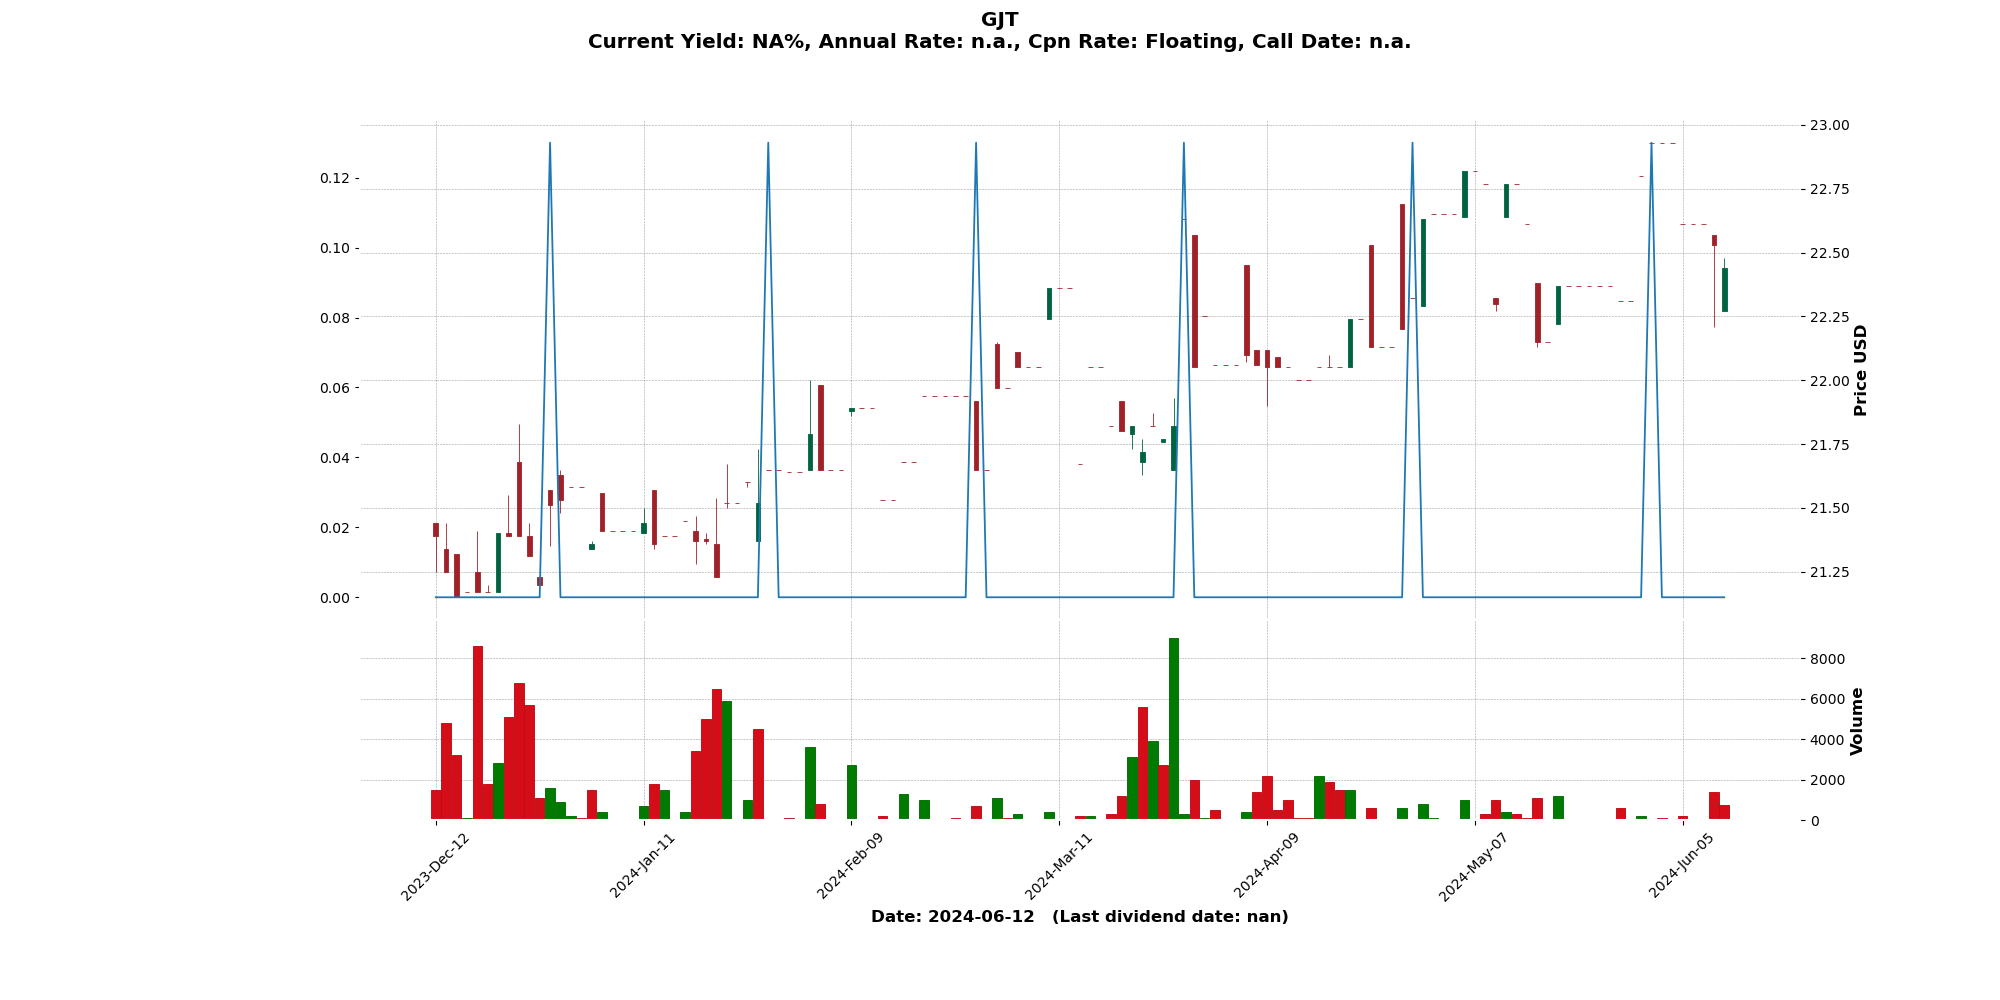 GJT
Current Yield: NA%, Annual Rate: n.a., Cpn Rate: Floating, Call Date: n.a.
0.12
0.10
0.08
0.06
0.04
0.02
0.00
23.00
22.75
22.50
22.25
22.00
21.75
21.50
21.25
Price USD
8000
6000
4000
2000
0
Volume
2023-Dec-12
2024-Jan-11
2024-Feb-09
2024-Mar-11
2024-Apr-09
2024-May-07
2024-Jun-05
Date: 2024-06-12   (Last dividend date: nan)